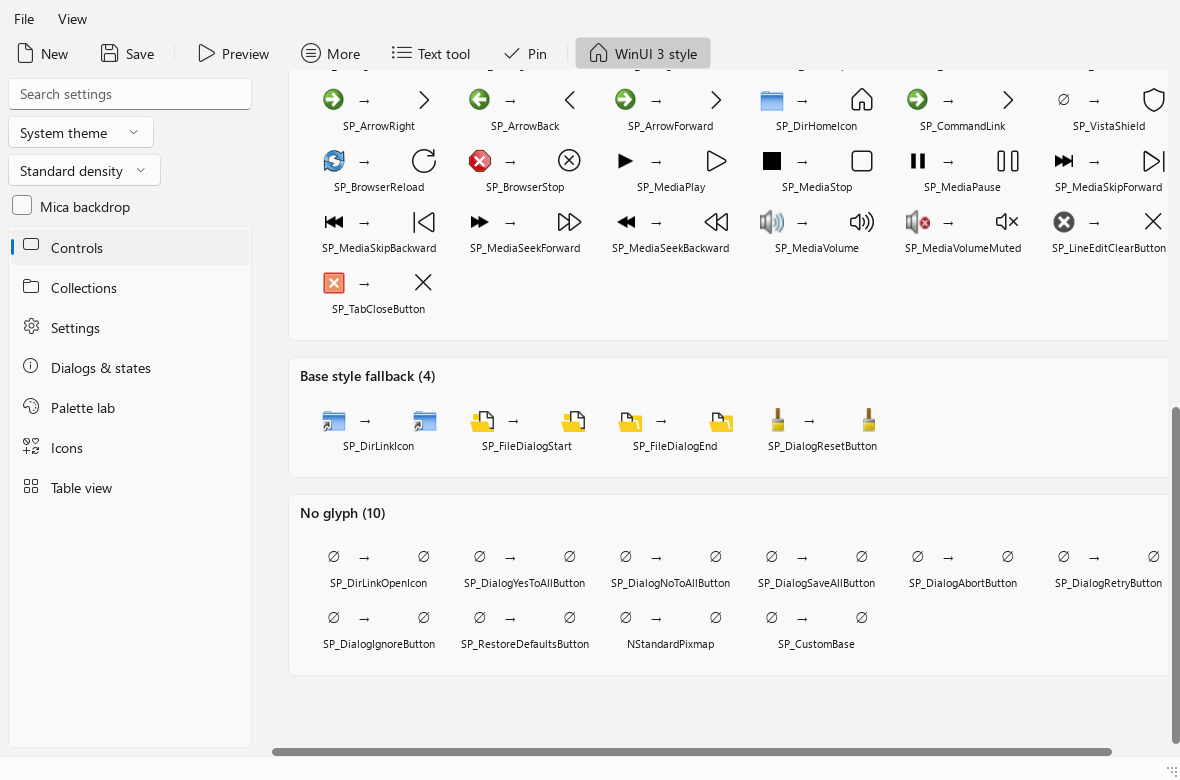 File View
New Save Preview More Text tool Pin WinUI 3 style
Search settings
System theme
Standard density
Mica backdrop
Controls
Collections
Settings
Dialogs & states
Palette lab
Icons
Table view
SP_ArrowRight SP_ArrowBack SP_ArrowForward SP_DirHomeIcon SP_CommandLink SP_VistaShield
SP_BrowserReload SP_BrowserStop SP_MediaPlay SP_MediaStop SP_MediaPause SP_MediaSkipForward
SP_MediaSkipBackward SP_MediaSeekForward SP_MediaSeekBackward SP_MediaVolume SP_MediaVolumeMuted SP_LineEditClearButton
SP_TabCloseButton
Base style fallback (4)
SP_DirLinkIcon SP_FileDialogStart SP_FileDialogEnd SP_DialogResetButton
No glyph (10)
SP_DirLinkOpenIcon SP_DialogYesToAllButton SP_DialogNoToAllButton SP_DialogSaveAllButton SP_DialogAbortButton SP_DialogRetryButton
SP_DialogIgnoreButton SP_RestoreDefaultsButton NStandardPixmap SP_CustomBase